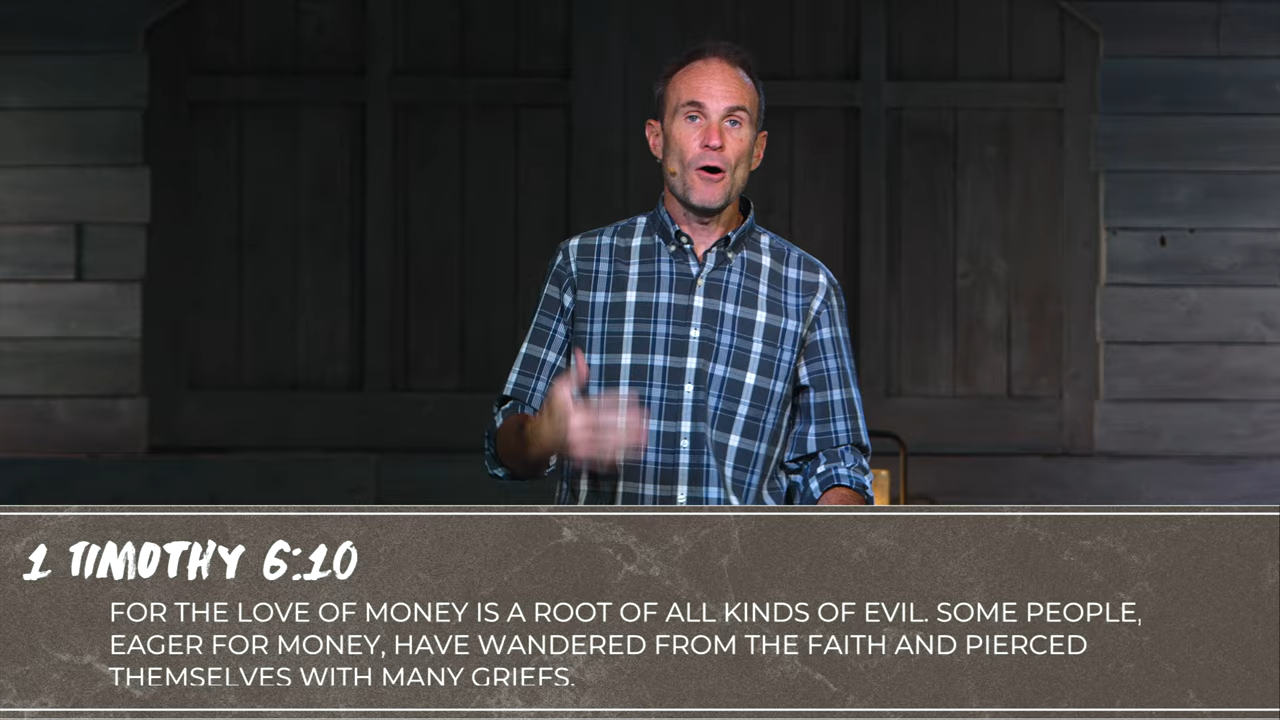 1 TIMOTHY 6:10
FOR THE LOVE OF MONEY IS A ROOT OF ALL KINDS OF EVIL. SOME PEOPLE,
EAGER FOR MONEY, HAVE WANDERED FROM THE FAITH AND PIERCED
THEMSELVES WITH MANY GRIEFS.